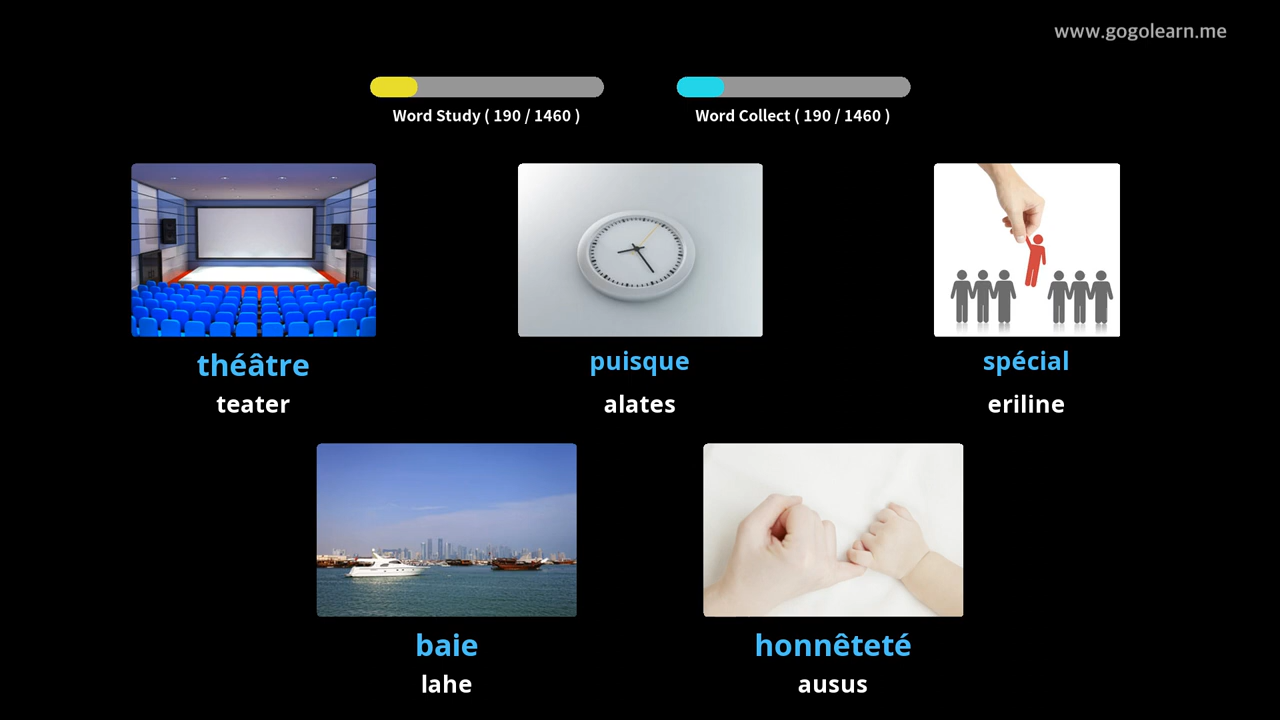 www.gogolearn.me
Word Study ( 190 / 1460 )
Word Collect ( 190 / 1460 )
théâtre
teater
puisque
alates
spécial
eriline
baie
lahe
honnêteté
ausus